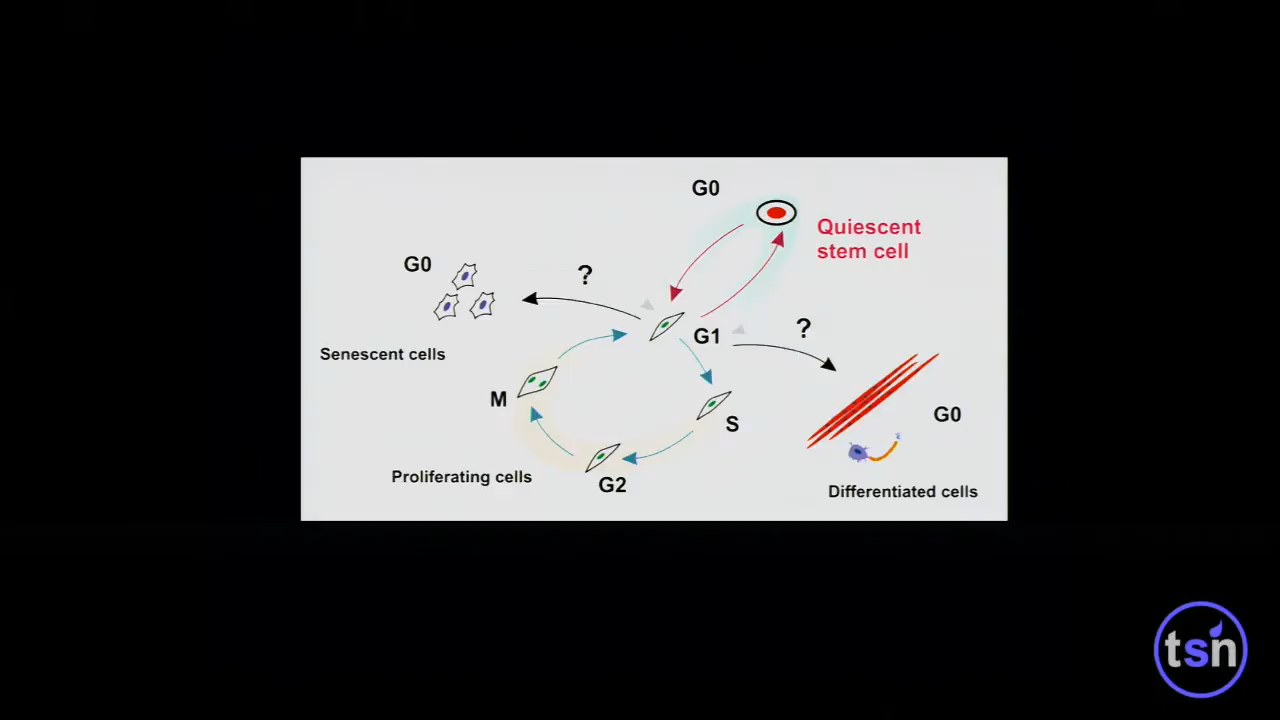 G0
Quiescent
stem cell
G0
?
?
G1
Senescent cells
M
S
G0
Proliferating cells
G2
Differentiated cells
tsn